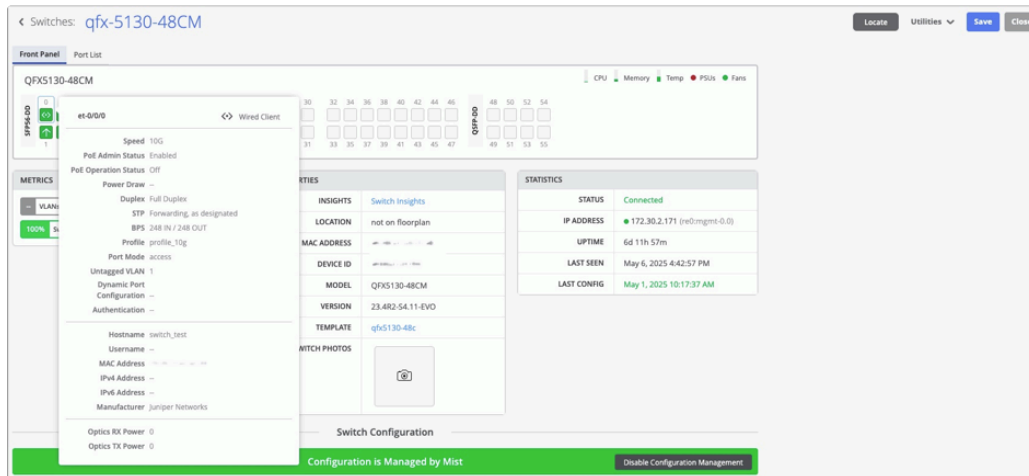 ‹ Switches: qfx-5130-48CM
Locate Utilities Save Close
Front Panel Port List
QFX5130-48CM
CPU Memory Temp PSUs Fans
SFP56-DD
0
1
30 32 34 36 38 40 42 44 46 48 50 52 54
31 33 35 37 39 41 43 45 47 49 51 53 55
QSFP-DD
et-0/0/0 Wired Client
Speed 10G
PoE Admin Status Enabled
PoE Operation Status Off
Power Draw --
Duplex Full Duplex
STP Forwarding, as designated
BPS 248 IN / 248 OUT
Profile profile_10g
Port Mode access
Untagged VLAN 1
Dynamic Port
Configuration --
Authentication --
Hostname switch_test
Username --
MAC Address
IPv4 Address --
IPv6 Address --
Manufacturer Juniper Networks
Optics RX Power 0
Optics TX Power 0
METRICS
-- VLANs
100%
RTIES
INSIGHTS Switch Insights
LOCATION not on floorplan
MAC ADDRESS
DEVICE ID
MODEL QFX5130-48CM
VERSION 23.4R2-S4.11-EVO
TEMPLATE qfx5130-48c
WITCH PHOTOS
STATISTICS
STATUS Connected
IP ADDRESS 172.30.2.171 (re0:mgmt-0.0)
UPTIME 6d 11h 57m
LAST SEEN May 6, 2025 4:42:57 PM
LAST CONFIG May 1, 2025 10:17:37 AM
Switch Configuration
Configuration is Managed by Mist
Disable Configuration Management